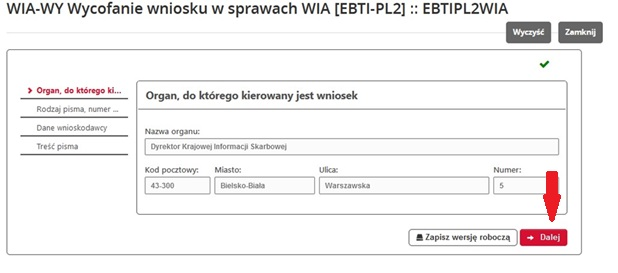 WIA-WY Wycofanie wniosku w sprawach WIA [EBTI-PL2] :: EBTIPL2WIA
Wyczyść Zamknij
Organ, do którego ki...
Rodzaj pisma, numer ...
Dane wnioskodawcy
Treść pisma
Organ, do którego kierowany jest wniosek
Nazwa organu:
Dyrektor Krajowej Informacji Skarbowej
Kod pocztowy: Miasto: Ulica: Numer:
43-300 Bielsko-Biała Warszawska 5
Zapisz wersję roboczą Dalej